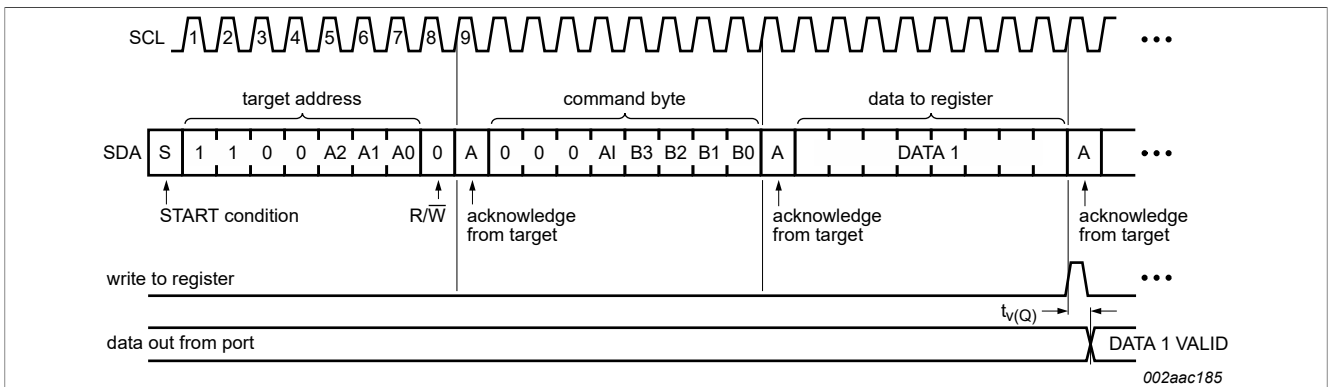 SCL 1 2 3 4 5 6 7 8 9 •••
target address command byte data to register
SDA S 1 1 0 0 A2 A1 A0 0 A 0 0 0 AI B3 B2 B1 B0 A DATA 1 A
START condition R/W̅ acknowledge from target acknowledge from target acknowledge from target
write to register •••
tv(Q)
data out from port DATA 1 VALID
002aac185